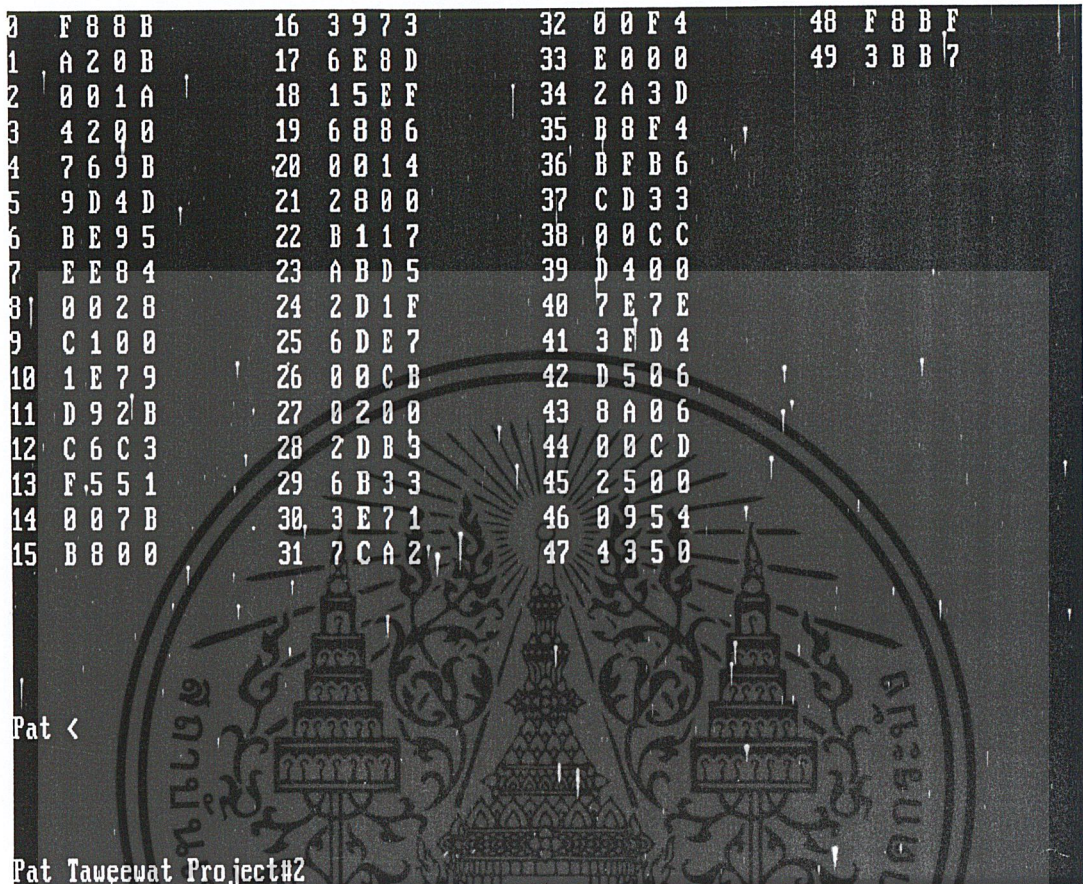 0 F 8 8 B 16 3 9 7 3 32 0 0 F 4 48 F 8 B F
1 A 2 0 B 17 6 E 8 D 33 E 0 0 0 49 3 B B 7
2 0 0 1 A 18 1 5 E F 34 2 A 3 D
3 4 2 0 0 19 6 8 8 6 35 B 8 F 4
4 7 6 9 B 20 0 0 1 4 36 B F B 6
5 9 D 4 D 21 2 8 0 0 37 C D 3 3
6 B E 9 5 22 B 1 1 7 38 0 0 C C
7 E E 8 4 23 A B D 5 39 D 4 0 0
8 0 0 2 8 24 2 D 1 F 40 7 E 7 E
9 C 1 0 0 25 6 D E 7 41 3 F D 4
10 1 E 7 9 26 0 0 C B 42 D 5 0 6
11 D 9 2 B 27 0 2 0 0 43 8 A 0 6
12 C 6 C 3 28 2 D B 3 44 0 0 C D
13 F 5 5 1 29 6 B 3 3 45 2 5 0 0
14 0 0 7 B 30 3 E 7 1 46 0 9 5 4
15 B 8 0 0 31 7 C A 2 47 4 3 5 0
Pat <
Pat Taweewat Project#2